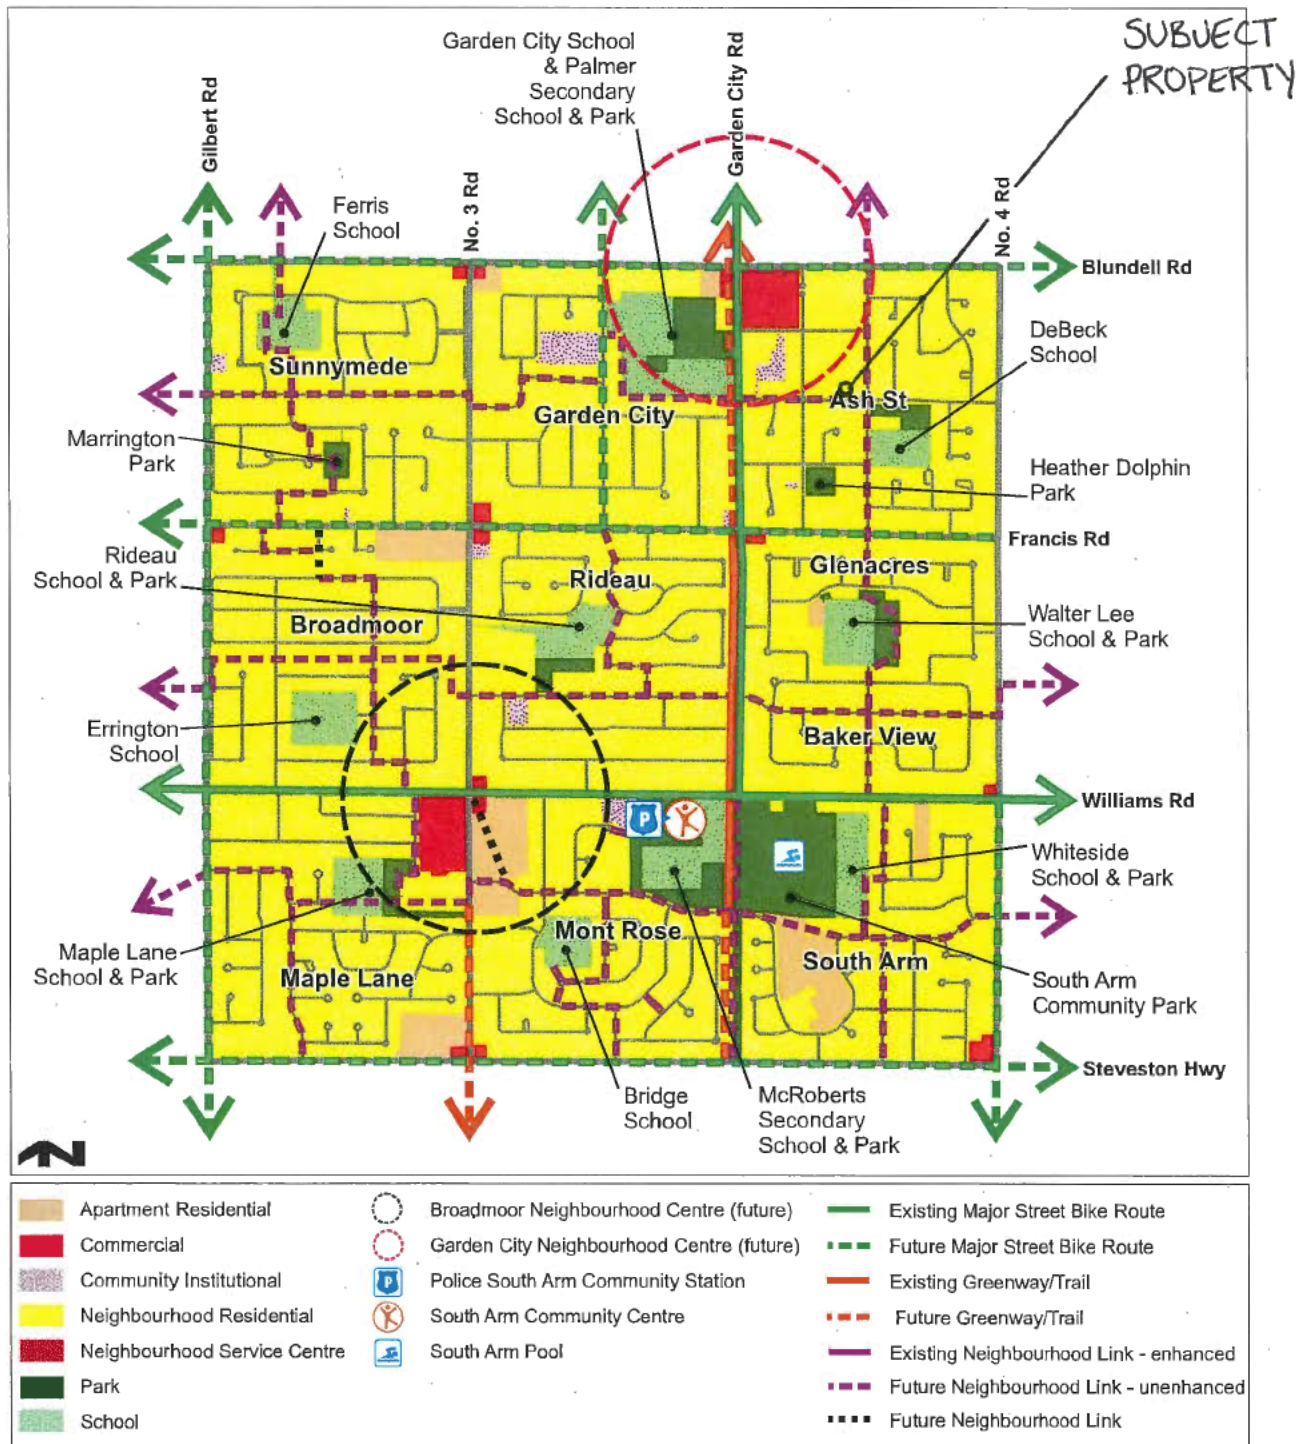 SUBJECT
PROPERTY
Garden City School
& Palmer
Secondary
School & Park
Garden City Rd
Gilbert Rd
No. 3 Rd
No. 4 Rd
Ferris
School
Blundell Rd
DeBeck
School
Sunnymede
Garden City
Ash St
Marrington
Park
Heather Dolphin
Park
Francis Rd
Rideau
School & Park
Rideau
Glenacres
Broadmoor
Walter Lee
School & Park
Errington
School
Baker View
Williams Rd
P
Whiteside
School & Park
Maple Lane
School & Park
Maple Lane
Mont Rose
South Arm
South Arm
Community Park
Steveston Hwy
Bridge
School
McRoberts
Secondary
School & Park
N
Apartment Residential
Commercial
Community Institutional
Neighbourhood Residential
Neighbourhood Service Centre
Park
School
Broadmoor Neighbourhood Centre (future)
Garden City Neighbourhood Centre (future)
P
Police South Arm Community Station
South Arm Community Centre
South Arm Pool
Existing Major Street Bike Route
Future Major Street Bike Route
Existing Greenway/Trail
Future Greenway/Trail
Existing Neighbourhood Link - enhanced
Future Neighbourhood Link - unenhanced
Future Neighbourhood Link